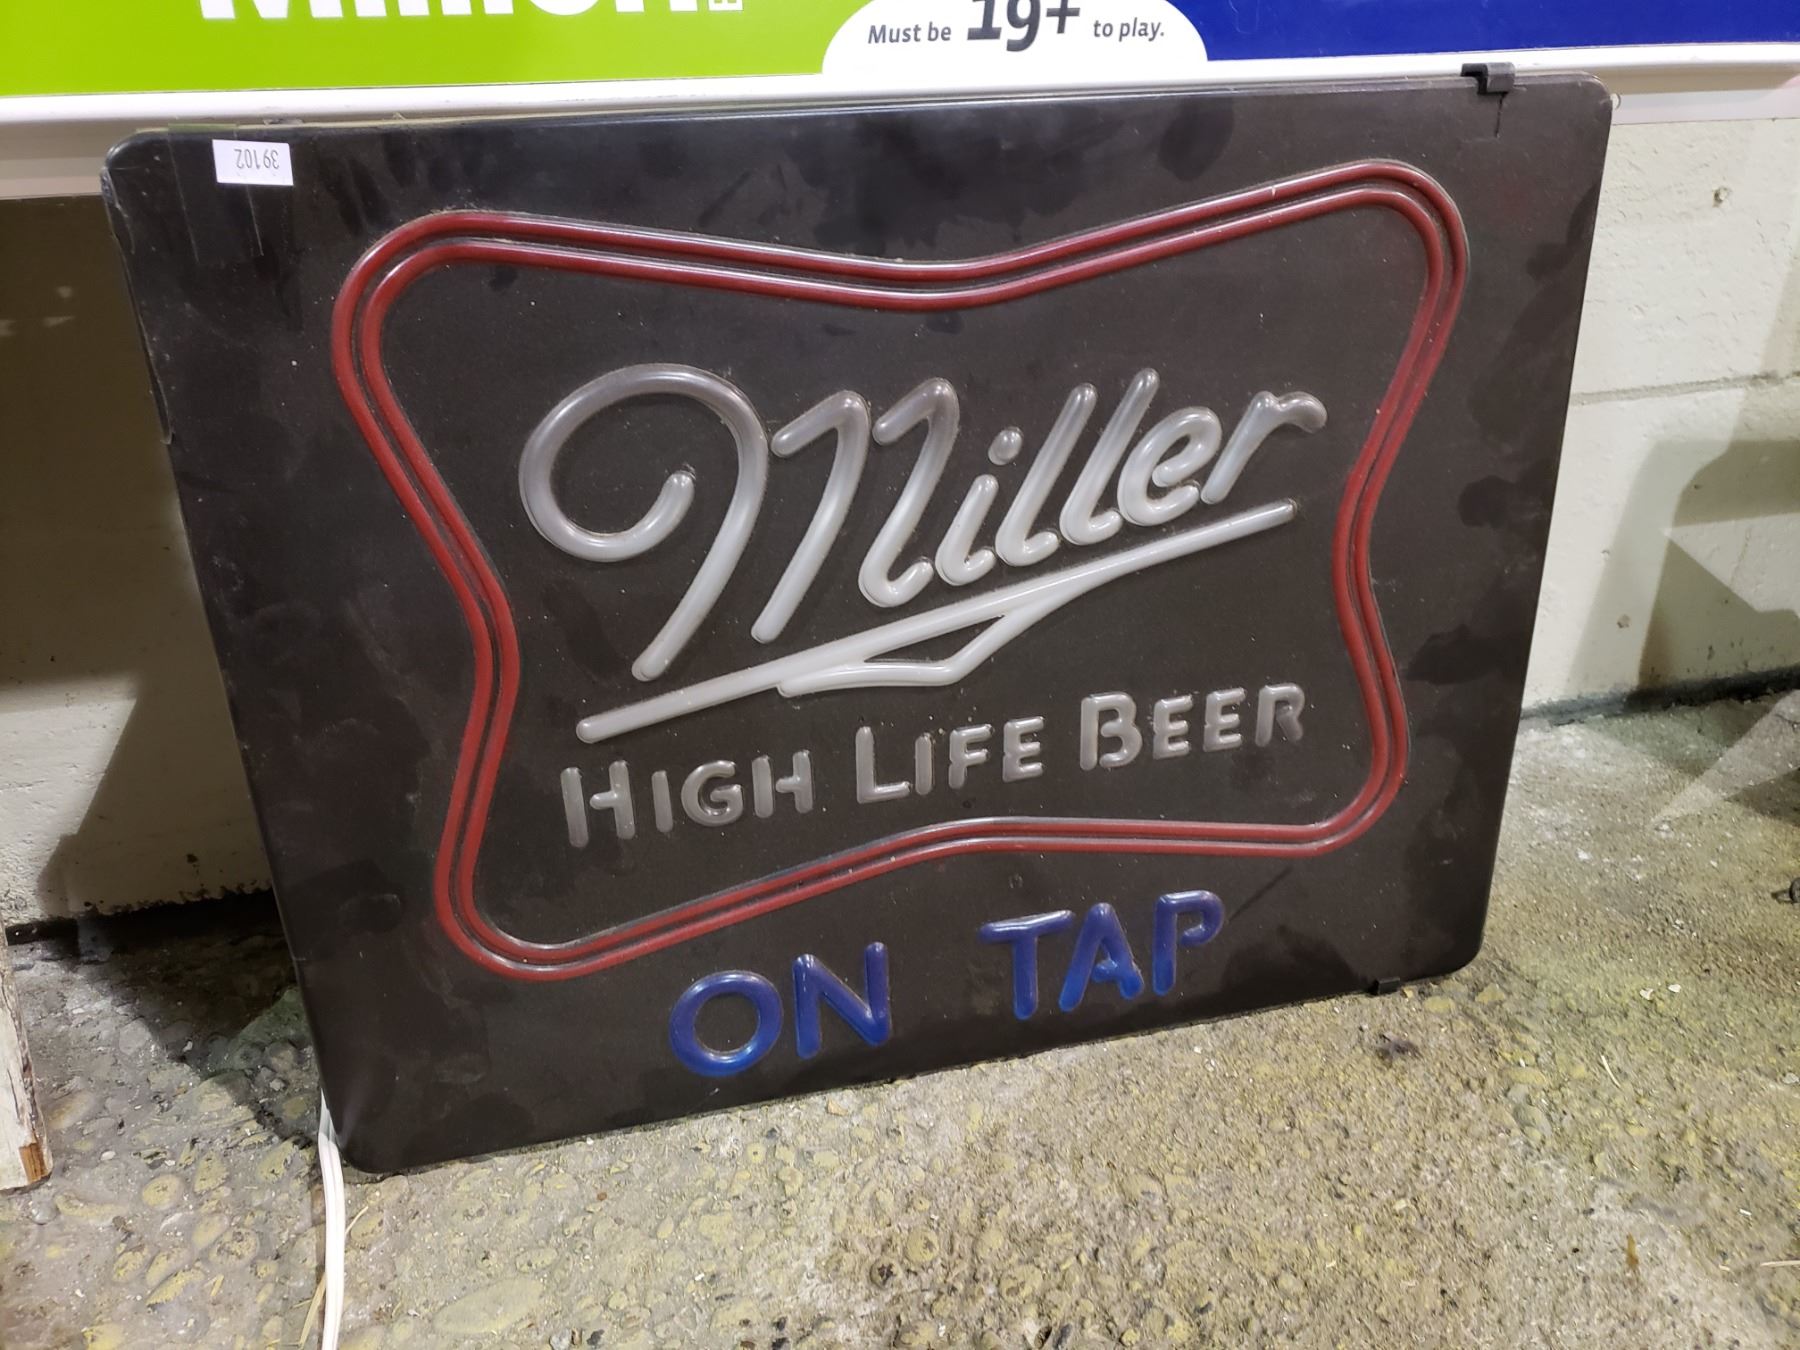 Must be 19+ to play.
39102
Miller
HIGH LIFE BEER
ON TAP